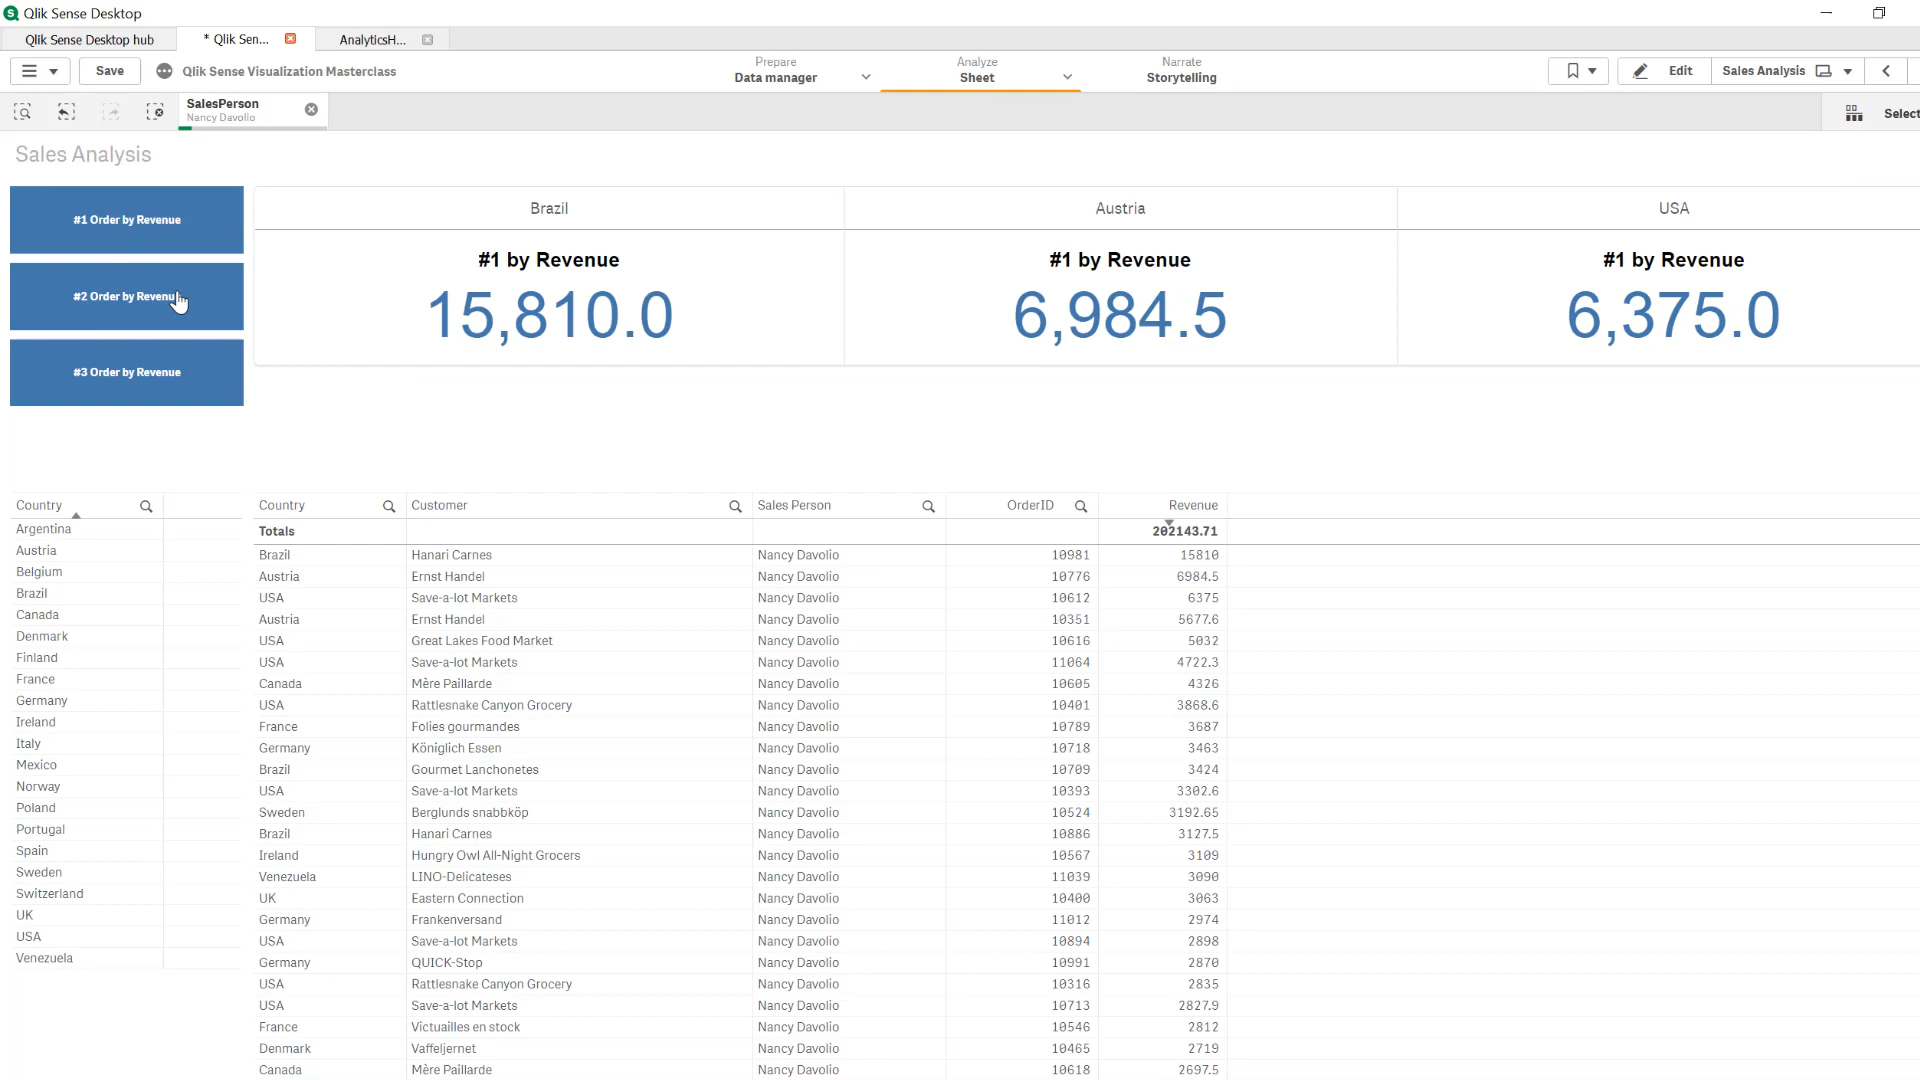 Qlik Sense Desktop
Qlik Sense Desktop hub
* Qlik Sen...
AnalyticsH...
Save
Qlik Sense Visualization Masterclass
Prepare
Data manager
Analyze
Sheet
Narrate
Storytelling
Edit
Sales Analysis
SalesPerson
Nancy Davolio
Select
Sales Analysis
#1 Order by Revenue
#2 Order by Revenu
#3 Order by Revenue
Brazil
Austria
USA
#1 by Revenue
#1 by Revenue
#1 by Revenue
15,810.0
6,984.5
6,375.0
Country
Argentina
Austria
Belgium
Brazil
Canada
Denmark
Finland
France
Germany
Ireland
Italy
Mexico
Norway
Poland
Portugal
Spain
Sweden
Switzerland
UK
USA
Venezuela
Country Customer Sales Person OrderID Revenue
Totals 202143.71
Brazil Hanari Carnes Nancy Davolio 10981 15810
Austria Ernst Handel Nancy Davolio 10776 6984.5
USA Save-a-lot Markets Nancy Davolio 10612 6375
Austria Ernst Handel Nancy Davolio 10351 5677.6
USA Great Lakes Food Market Nancy Davolio 10616 5032
USA Save-a-lot Markets Nancy Davolio 11064 4722.3
Canada Mère Paillarde Nancy Davolio 10605 4326
USA Rattlesnake Canyon Grocery Nancy Davolio 10401 3868.6
France Folies gourmandes Nancy Davolio 10789 3687
Germany Königlich Essen Nancy Davolio 10718 3463
Brazil Gourmet Lanchonetes Nancy Davolio 10709 3424
USA Save-a-lot Markets Nancy Davolio 10393 3302.6
Sweden Berglunds snabbköp Nancy Davolio 10524 3192.65
Brazil Hanari Carnes Nancy Davolio 10886 3127.5
Ireland Hungry Owl All-Night Grocers Nancy Davolio 10567 3109
Venezuela LINO-Delicateses Nancy Davolio 11039 3090
UK Eastern Connection Nancy Davolio 10400 3063
Germany Frankenversand Nancy Davolio 11012 2974
USA Save-a-lot Markets Nancy Davolio 10894 2898
Germany QUICK-Stop Nancy Davolio 10991 2870
USA Rattlesnake Canyon Grocery Nancy Davolio 10316 2835
USA Save-a-lot Markets Nancy Davolio 10713 2827.9
France Victuailles en stock Nancy Davolio 10546 2812
Denmark Vaffeljernet Nancy Davolio 10465 2719
Canada Mère Paillarde Nancy Davolio 10618 2697.5